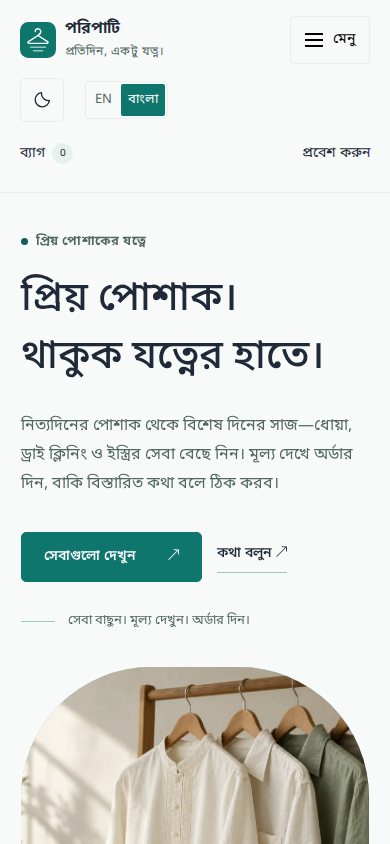 পরিপাটি
প্রতিদিন, একটু যত্ন।
মেনু
EN
বাংলা
ব্যাগ 0
প্রবেশ করুন
প্রিয় পোশাকের যত্নে
প্রিয় পোশাক।
থাকুক যত্নের হাতে।
নিত্যদিনের পোশাক থেকে বিশেষ দিনের সাজ—ধোয়া,
ড্রাই ক্লিনিং ও ইস্ত্রির সেবা বেছে নিন। মূল্য দেখে অর্ডার
দিন, বাকি বিস্তারিত কথা বলে ঠিক করব।
সেবাগুলো দেখুন
কথা বলুন
সেবা বাছুন। মূল্য দেখুন। অর্ডার দিন।